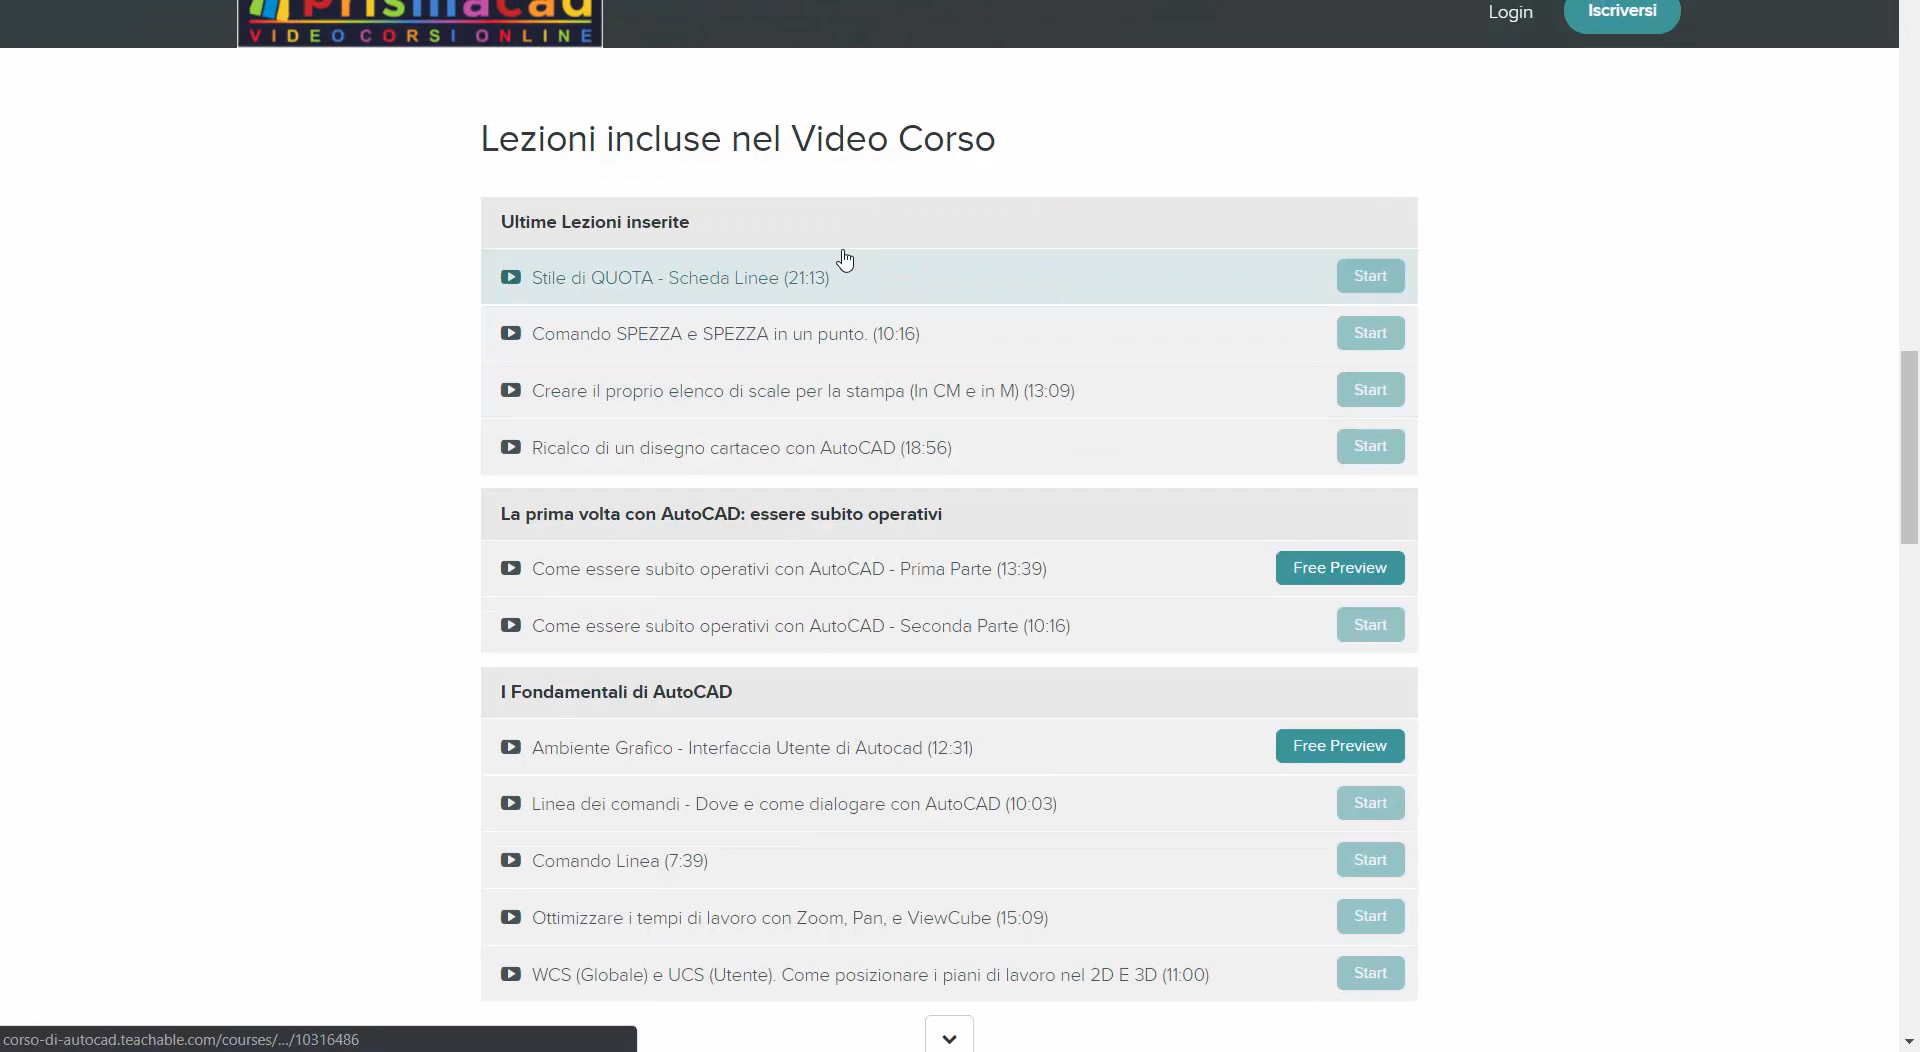 prismacad
VIDEO CORSI ONLINE
Login
Iscriversi
Lezioni incluse nel Video Corso
Ultime Lezioni inserite
Stile di QUOTA - Scheda Linee (21:13)
Start
Comando SPEZZA e SPEZZA in un punto. (10:16)
Start
Creare il proprio elenco di scale per la stampa (In CM e in M) (13:09)
Start
Ricalco di un disegno cartaceo con AutoCAD (18:56)
Start
La prima volta con AutoCAD: essere subito operativi
Come essere subito operativi con AutoCAD - Prima Parte (13:39)
Free Preview
Come essere subito operativi con AutoCAD - Seconda Parte (10:16)
Start
I Fondamentali di AutoCAD
Ambiente Grafico - Interfaccia Utente di Autocad (12:31)
Free Preview
Linea dei comandi - Dove e come dialogare con AutoCAD (10:03)
Start
Comando Linea (7:39)
Start
Ottimizzare i tempi di lavoro con Zoom, Pan, e ViewCube (15:09)
Start
WCS (Globale) e UCS (Utente). Come posizionare i piani di lavoro nel 2D E 3D (11:00)
Start
corso-di-autocad.teachable.com/courses/.../10316486